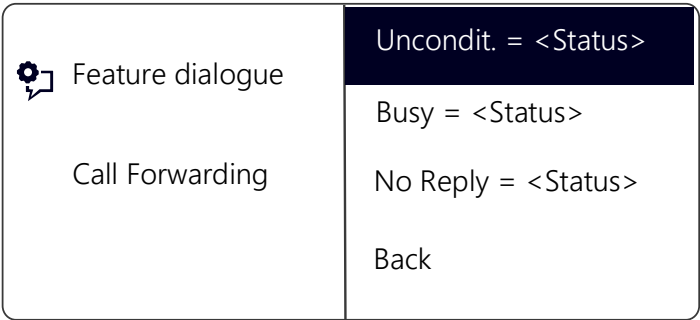 Feature dialogue
Call Forwarding
Uncondit. = <Status>
Busy = <Status>
No Reply = <Status>
Back